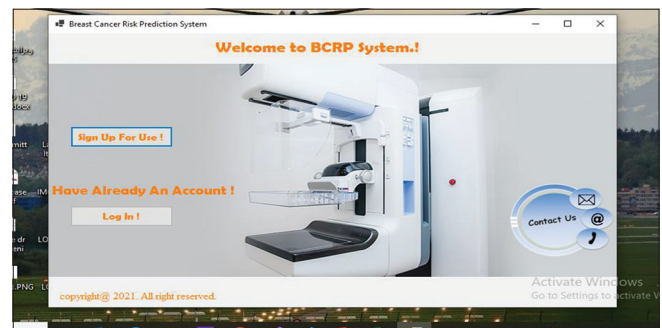 Breast Cancer Risk Prediction System
Welcome to BCRP System.!
Sign Up For Use !
Have Already An Account !
Log In !
Contact Us
@
copyright@ 2021. All right reserved.
Activate Windows
Go to Settings to activate W
.PNG